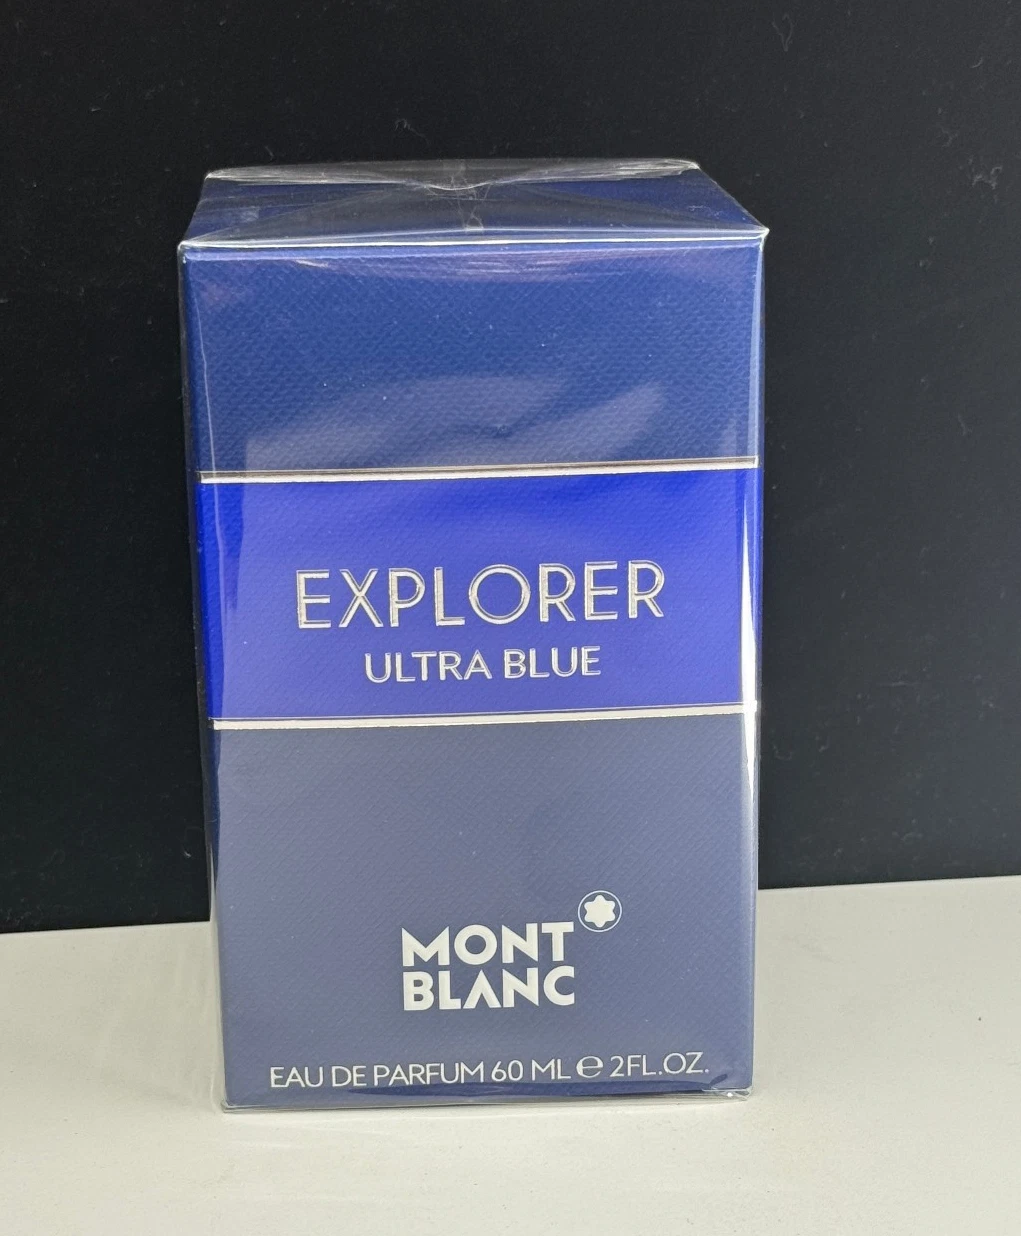 EXPLORER
ULTRA BLUE
MONT
BLANC
EAU DE PARFUM 60 ML ℮ 2FL.OZ.